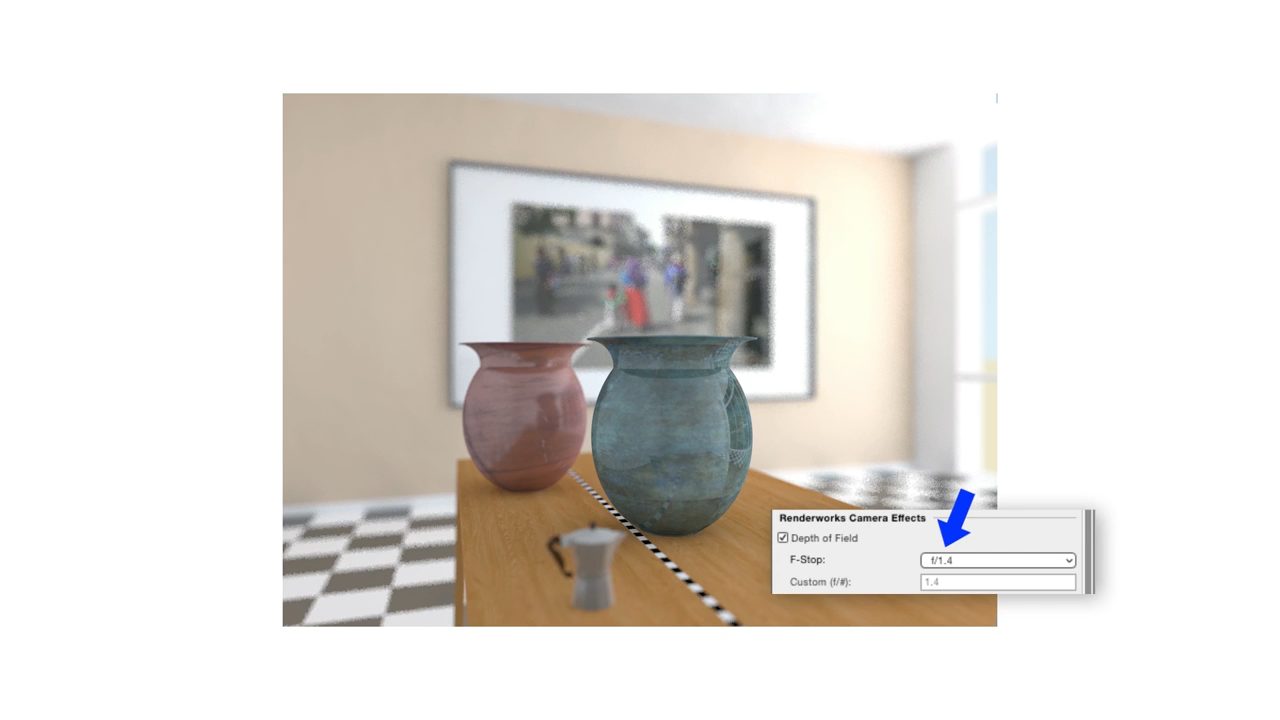 Renderworks Camera Effects
Depth of Field
F-Stop:
f/1.4
Custom (f/#):
1.4